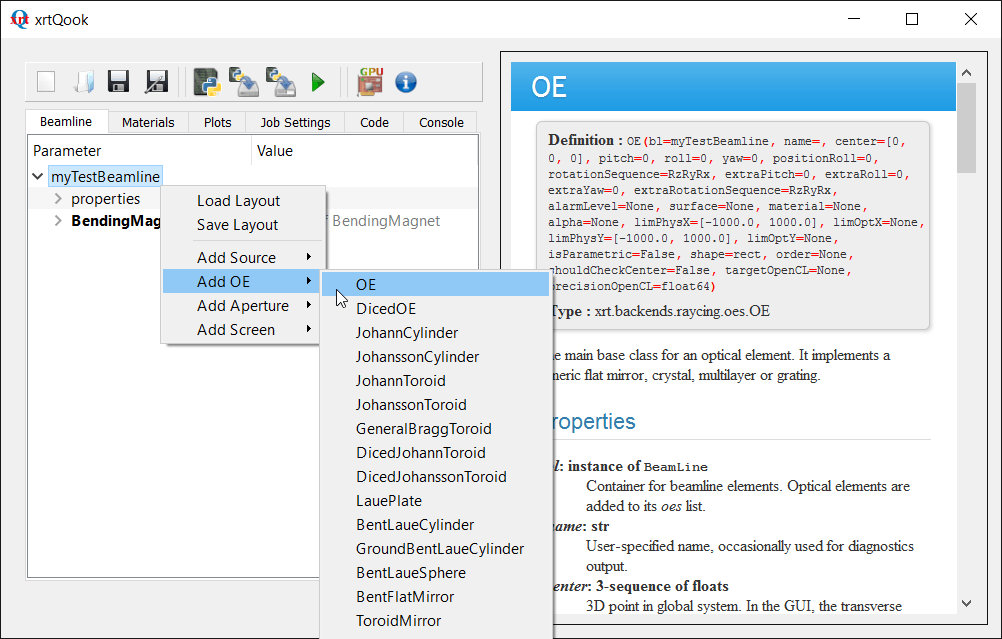 xrt xrtQook
GPU
Beamline Materials Plots Job Settings Code Console
Parameter Value
myTestBeamline
properties
BendingMag BendingMagnet
Load Layout
Save Layout
Add Source
Add OE
Add Aperture
Add Screen
OE
DicedOE
JohannCylinder
JohanssonCylinder
JohannToroid
JohanssonToroid
GeneralBraggToroid
DicedJohannToroid
DicedJohanssonToroid
LauePlate
BentLaueCylinder
GroundBentLaueCylinder
BentLaueSphere
BentFlatMirror
ToroidMirror
OE
Definition : OE(bl=myTestBeamline, name=, center=[0,
0, 0], pitch=0, roll=0, yaw=0, positionRoll=0,
rotationSequence=RzRyRx, extraPitch=0, extraRoll=0,
extraYaw=0, extraRotationSequence=RzRyRx,
alarmLevel=None, surface=None, material=None,
alpha=None, limPhysX=[-1000.0, 1000.0], limOptX=None,
limPhysY=[-1000.0, 1000.0], limOptY=None,
isParametric=False, shape=rect, order=None,
shouldCheckCenter=False, targetOpenCL=None,
precisionOpenCL=float64)
Type : xrt.backends.raycing.oes.OE
e main base class for an optical element. It implements a
neric flat mirror, crystal, multilayer or grating.
roperties
l: instance of BeamLine
Container for beamline elements. Optical elements are
added to its oes list.
ame: str
User-specified name, occasionally used for diagnostics
output.
enter: 3-sequence of floats
3D point in global system. In the GUI, the transverse